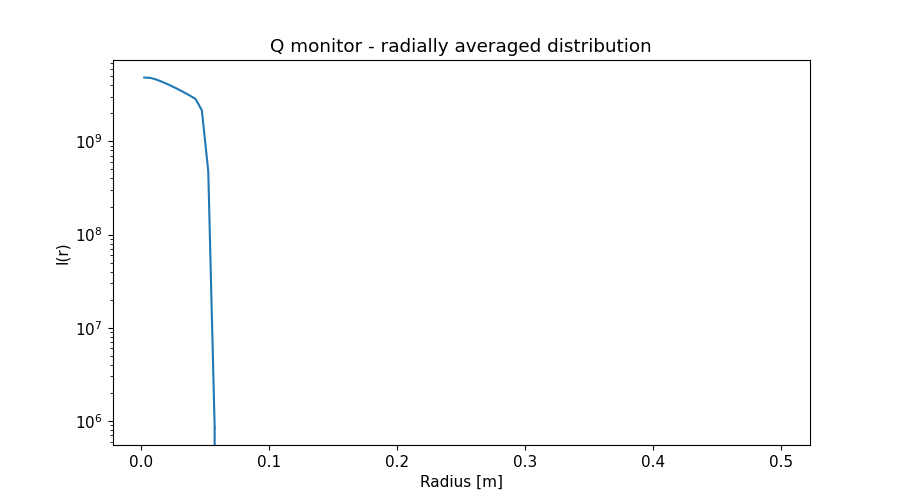 Q monitor - radially averaged distribution
I(r)
10⁹
10⁸
10⁷
10⁶
0.0 0.1 0.2 0.3 0.4 0.5
Radius [m]